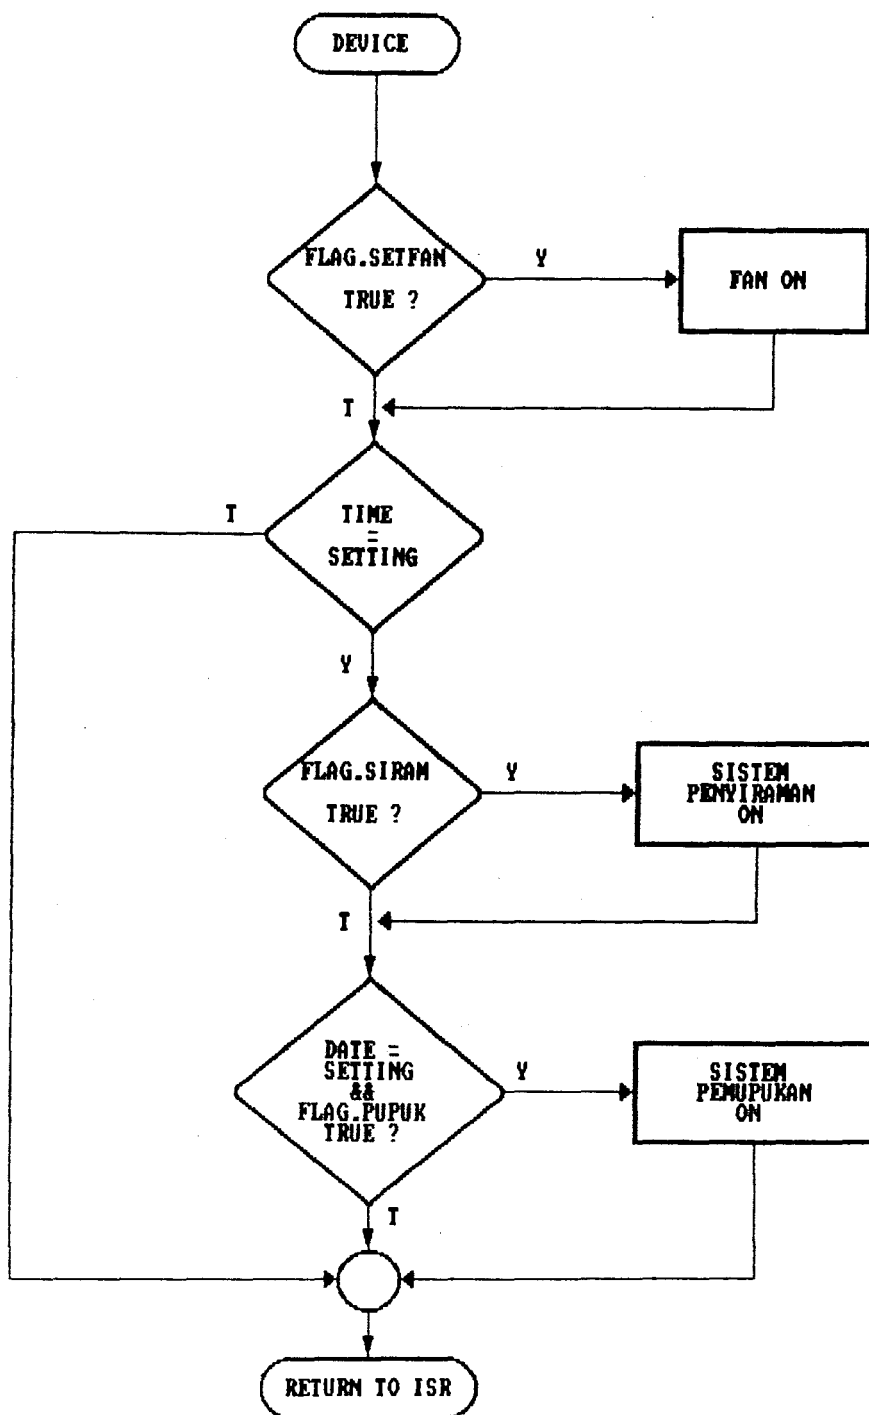 DEVICE
FLAG.SETFAN
TRUE ?
Y
FAN ON
T
T
TIME
=
SETTING
Y
FLAG.SIRAM
TRUE ?
Y
SISTEM
PENYIRAMAN
ON
T
DATE =
SETTING
&&
FLAG.PUPUK
TRUE ?
Y
SISTEM
PEMUPUKAN
ON
T
RETURN TO ISR